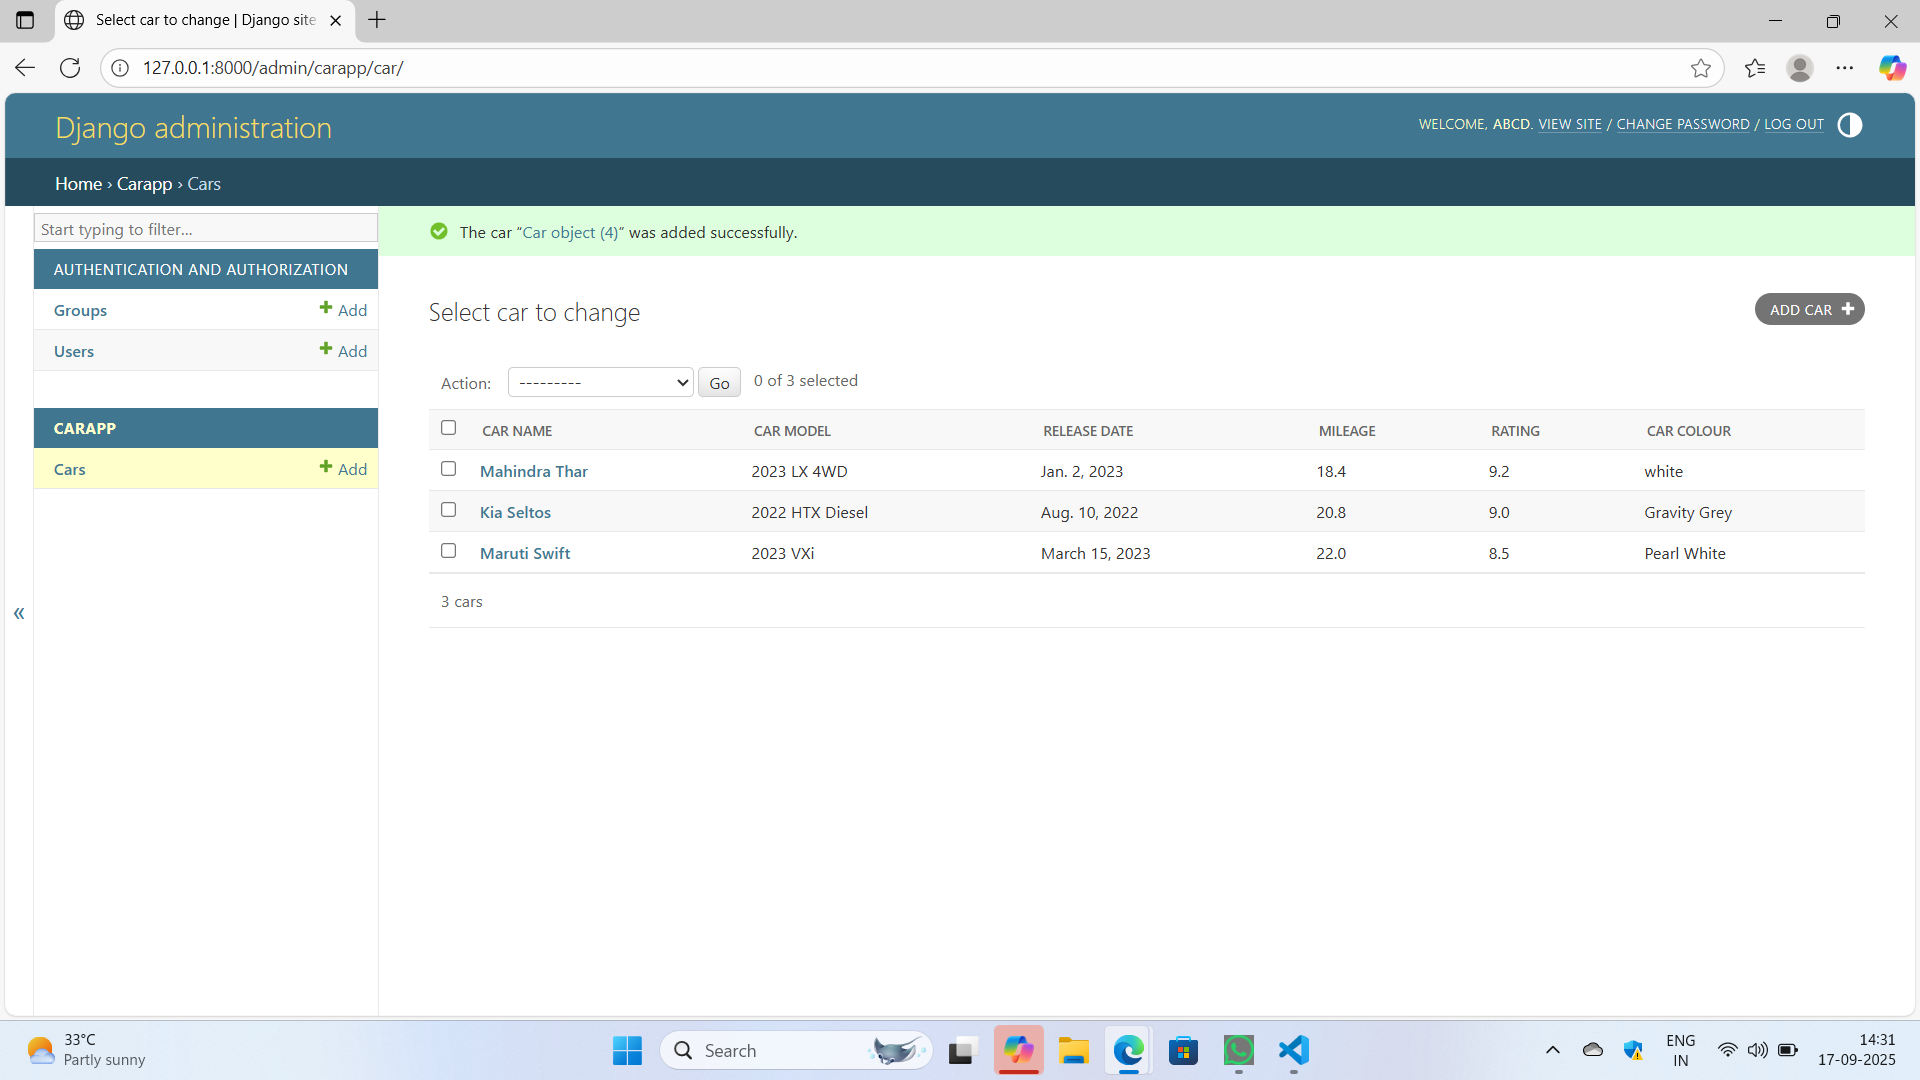 Select car to change | Django site
127.0.0.1:8000/admin/carapp/car/
Django administration
WELCOME, ABCD. VIEW SITE / CHANGE PASSWORD / LOG OUT
Home › Carapp › Cars
Start typing to filter...
The car “Car object (4)” was added successfully.
AUTHENTICATION AND AUTHORIZATION
Groups Add
Users Add
CARAPP
Cars Add
«
Select car to change
ADD CAR
Action: --------- Go 0 of 3 selected
CAR NAME CAR MODEL RELEASE DATE MILEAGE RATING CAR COLOUR
Mahindra Thar 2023 LX 4WD Jan. 2, 2023 18.4 9.2 white
Kia Seltos 2022 HTX Diesel Aug. 10, 2022 20.8 9.0 Gravity Grey
Maruti Swift 2023 VXi March 15, 2023 22.0 8.5 Pearl White
3 cars
33°C
Partly sunny
Search
ENG
IN
14:31
17-09-2025